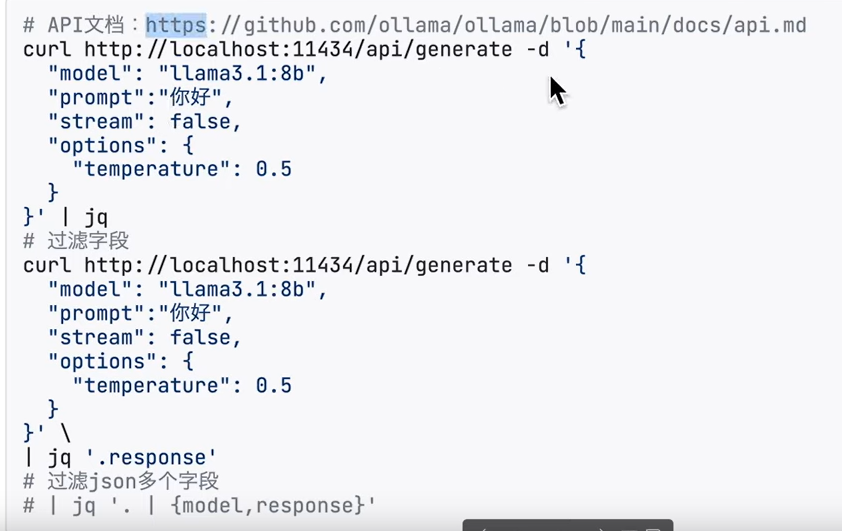 # API文档：https://github.com/ollama/ollama/blob/main/docs/api.md
curl http://localhost:11434/api/generate -d '{
  "model": "llama3.1:8b",
  "prompt":"你好",
  "stream": false,
  "options": {
    "temperature": 0.5
  }
}' | jq
# 过滤字段
curl http://localhost:11434/api/generate -d '{
  "model": "llama3.1:8b",
  "prompt":"你好",
  "stream": false,
  "options": {
    "temperature": 0.5
  }
}' \
| jq '.response'
# 过滤json多个字段
# | jq '. | {model,response}'